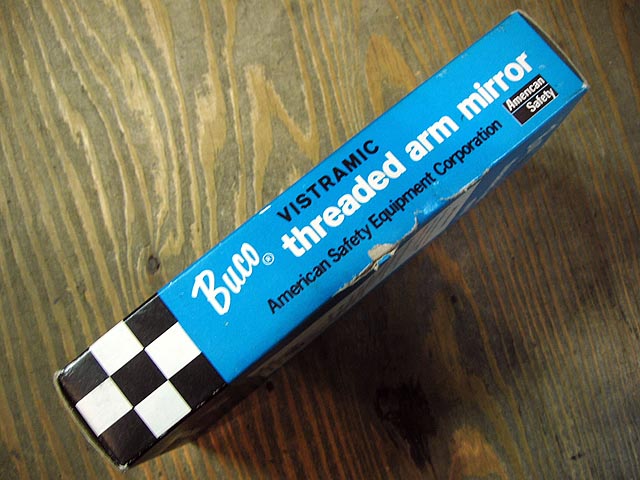 Buco®
VISTRAMIC
threaded arm mirror
American Safety Equipment Corporation
American
Safety